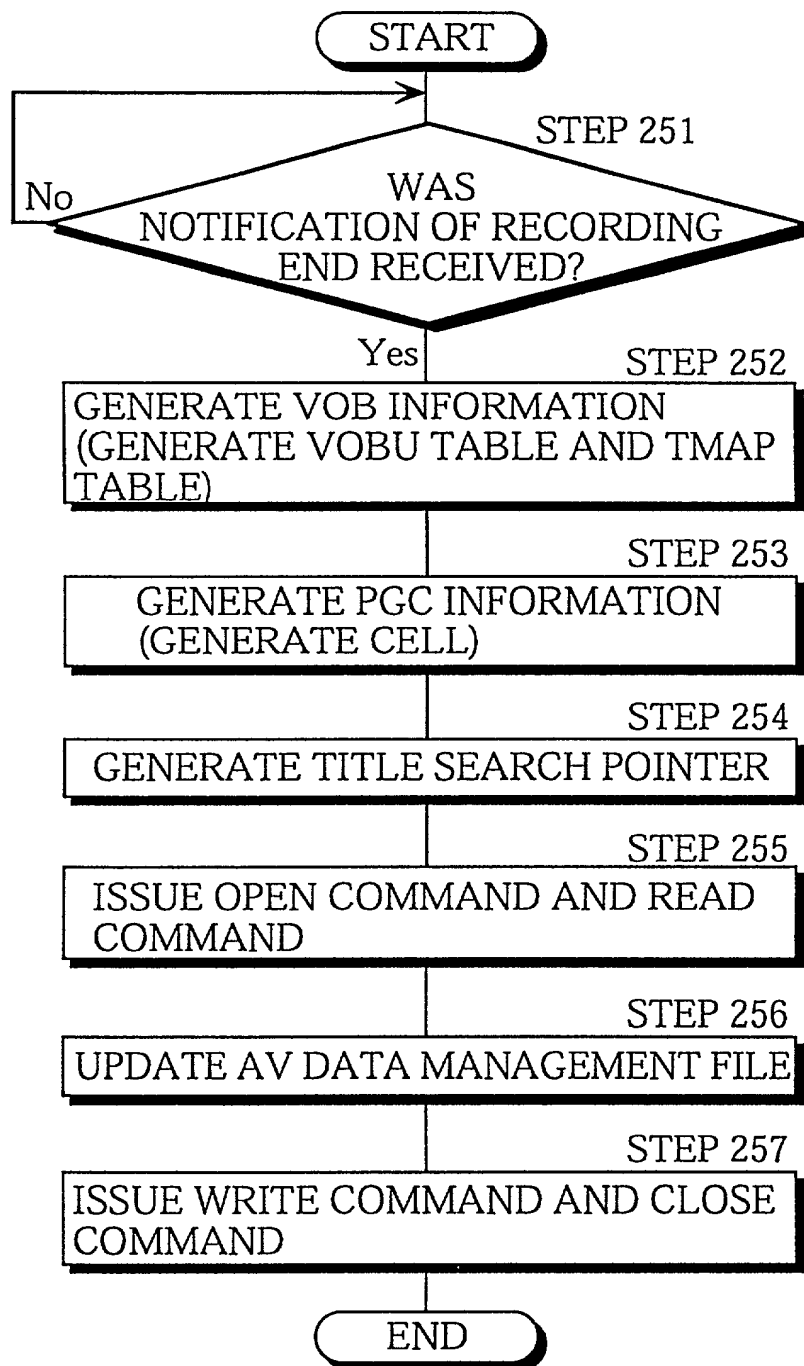 START
STEP 251
No
WAS
NOTIFICATION OF RECORDING
END RECEIVED?
Yes
STEP 252
GENERATE VOB INFORMATION
(GENERATE VOBU TABLE AND TMAP
TABLE)
STEP 253
GENERATE PGC INFORMATION
(GENERATE CELL)
STEP 254
GENERATE TITLE SEARCH POINTER
STEP 255
ISSUE OPEN COMMAND AND READ
COMMAND
STEP 256
UPDATE AV DATA MANAGEMENT FILE
STEP 257
ISSUE WRITE COMMAND AND CLOSE
COMMAND
END